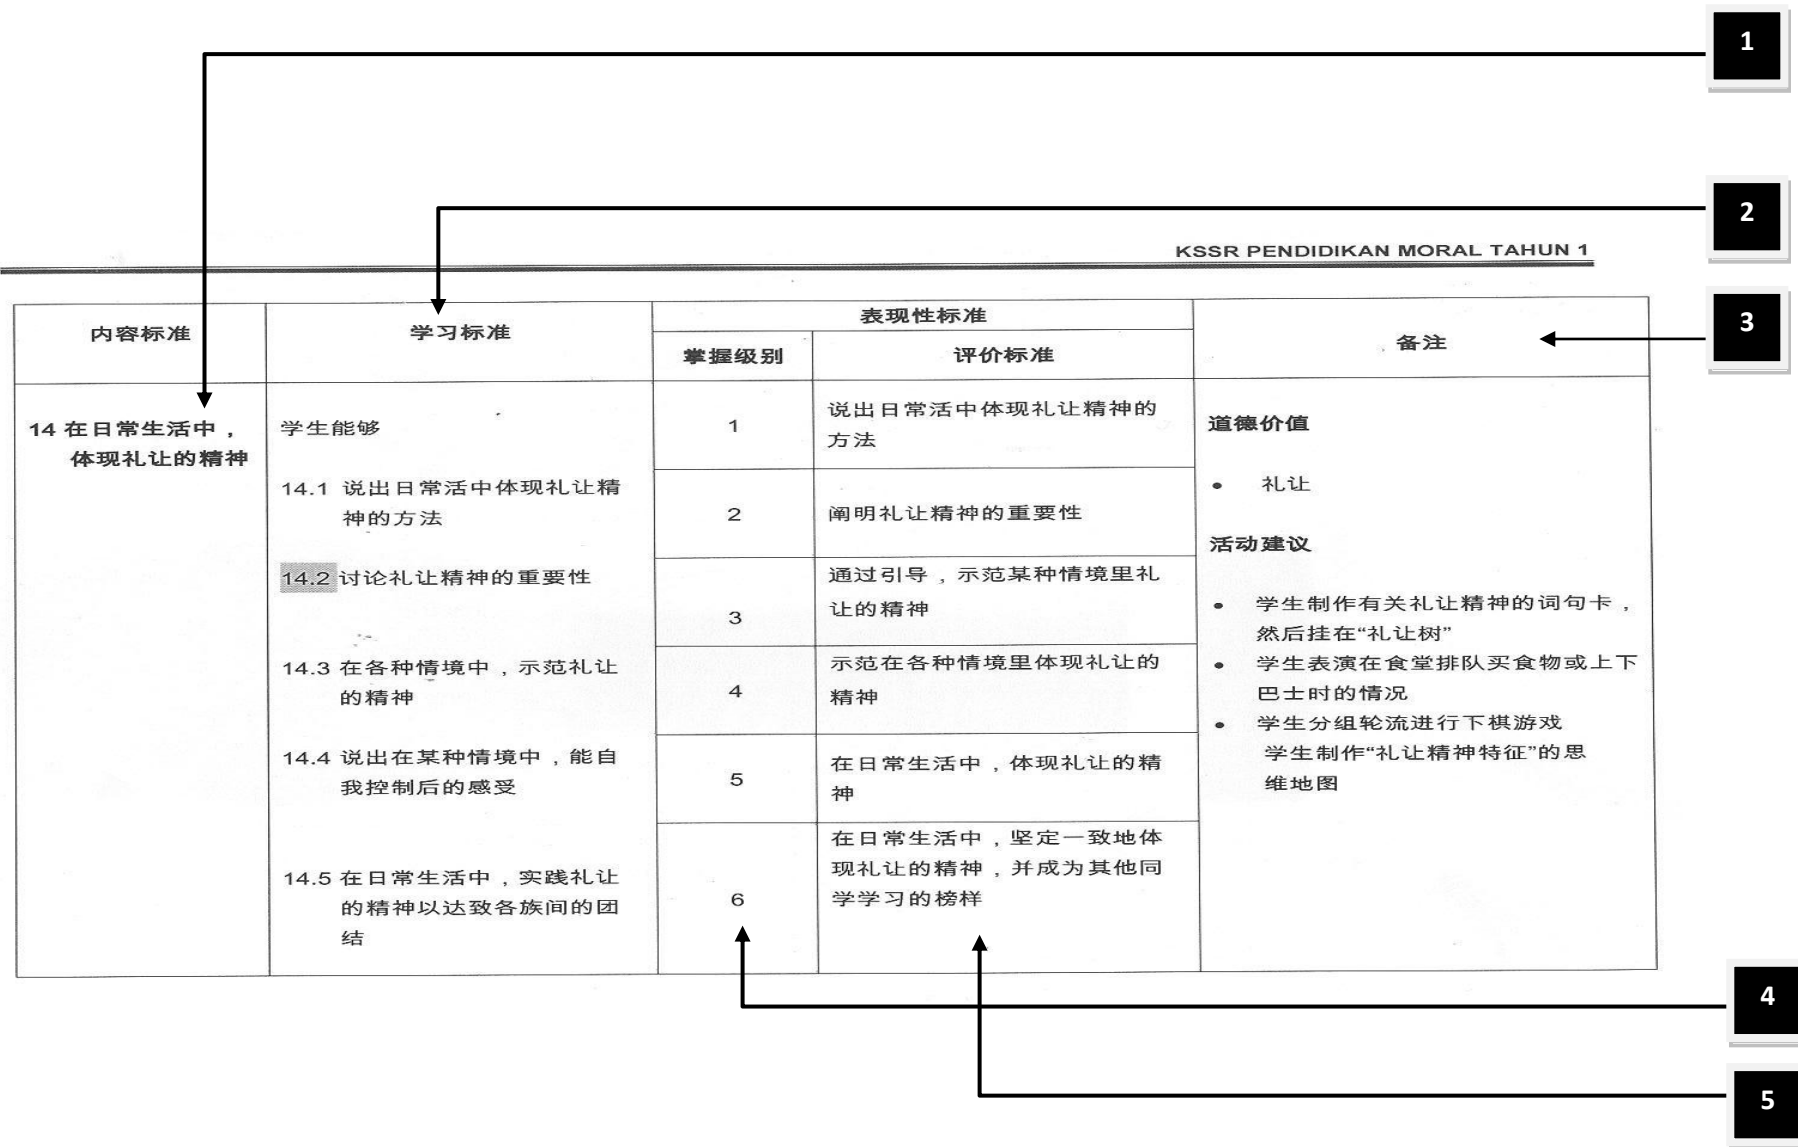 1
2
KSSR PENDIDIKAN MORAL TAHUN 1
3
内容标准
学习标准
表现性标准
掌握级别
评价标准
备注
14 在日常生活中，
体现礼让的精神
学生能够
14.1 说出日常活中体现礼让精
神的方法
14.2 讨论礼让精神的重要性
14.3 在各种情境中，示范礼让
的精神
14.4 说出在某种情境中，能自
我控制后的感受
14.5 在日常生活中，实践礼让
的精神以达致各族间的团
结
1
说出日常活中体现礼让精神的
方法
2
阐明礼让精神的重要性
3
通过引导，示范某种情境里礼
让的精神
4
示范在各种情境里体现礼让的
精神
5
在日常生活中，体现礼让的精
神
6
在日常生活中，坚定一致地体
现礼让的精神，并成为其他同
学学习的榜样
道德价值
• 礼让
活动建议
• 学生制作有关礼让精神的词句卡，
然后挂在“礼让树”
• 学生表演在食堂排队买食物或上下
巴士时的情况
• 学生分组轮流进行下棋游戏
学生制作“礼让精神特征”的思
维地图
4
5